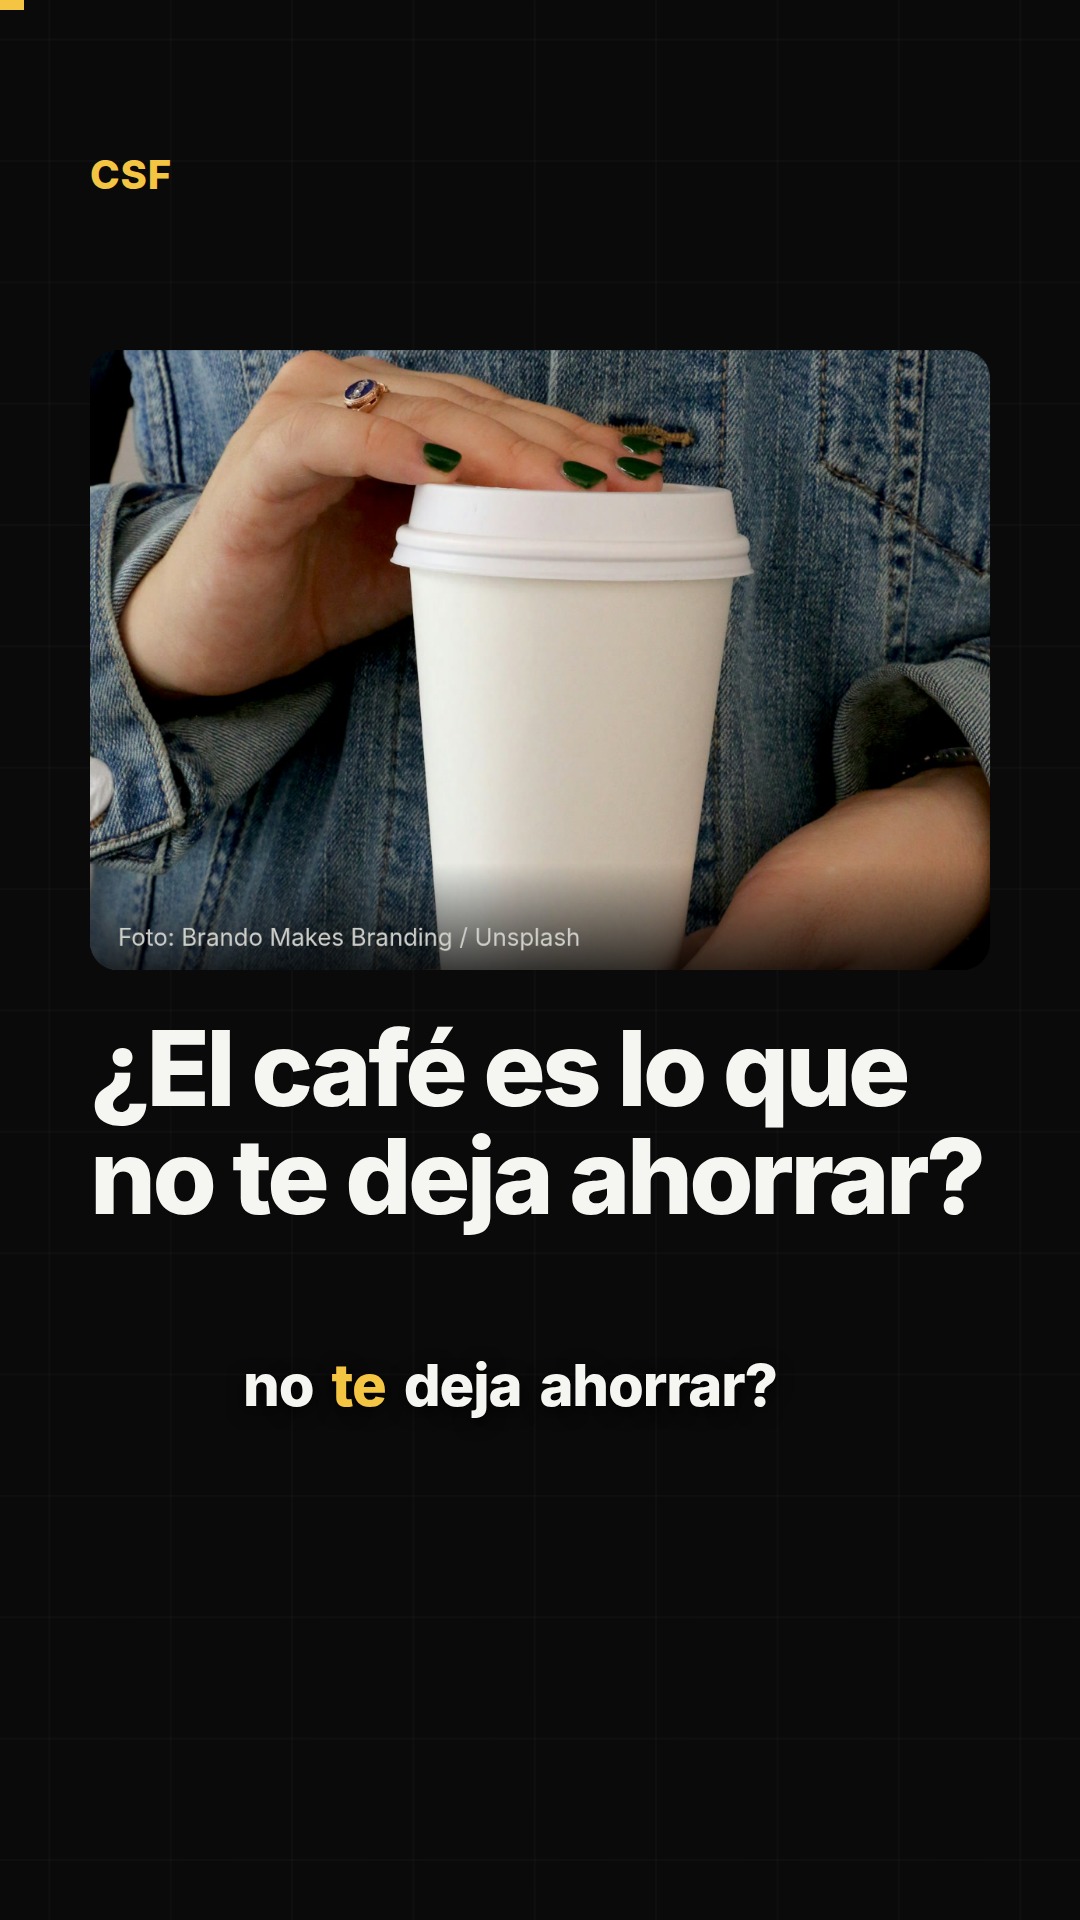 CSF
Foto: Brando Makes Branding / Unsplash
¿El café es lo que
no te deja ahorrar?
no te deja ahorrar?